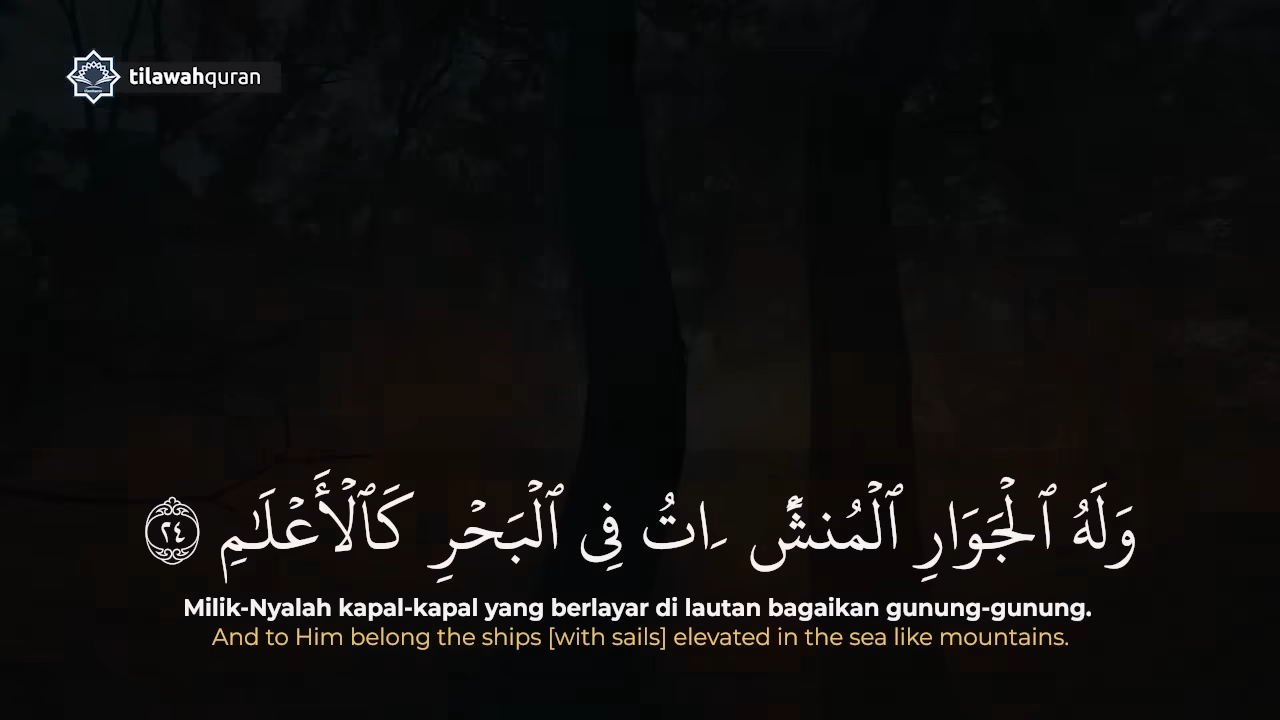 tilawahquran
وَلَهُ ٱلْجَوَارِ ٱلْمُنشَـَٔاتُ فِى ٱلْبَحْرِ كَٱلْأَعْلَـٰمِ ٢٤
Milik-Nyalah kapal-kapal yang berlayar di lautan bagaikan gunung-gunung.
And to Him belong the ships [with sails] elevated in the sea like mountains.